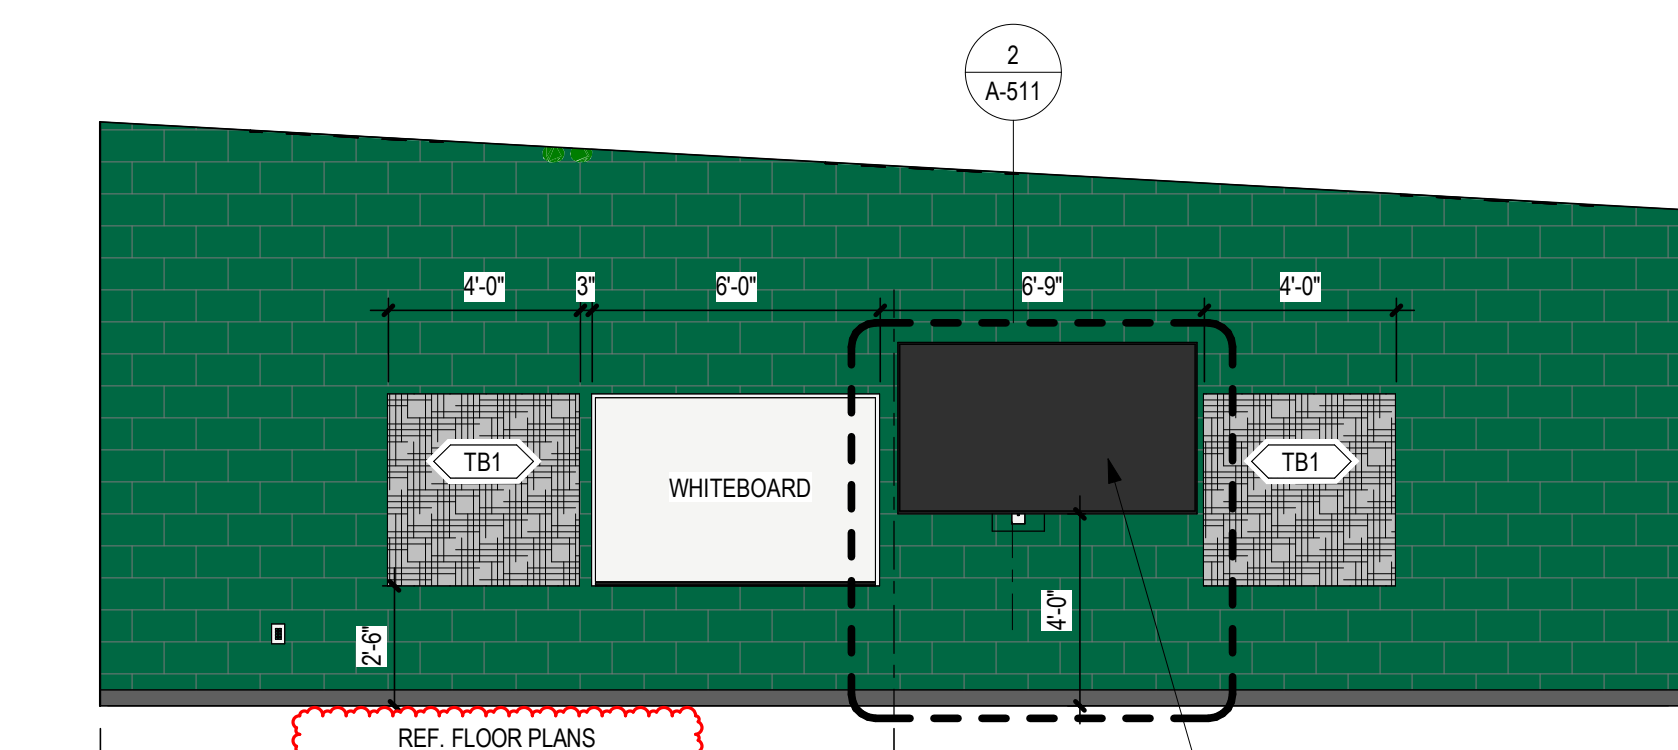 2
A-511
4'-0"
3"
6'-0"
6'-9"
4'-0"
TB1
WHITEBOARD
TB1
4'-0"
2'-6"
REF. FLOOR PLANS